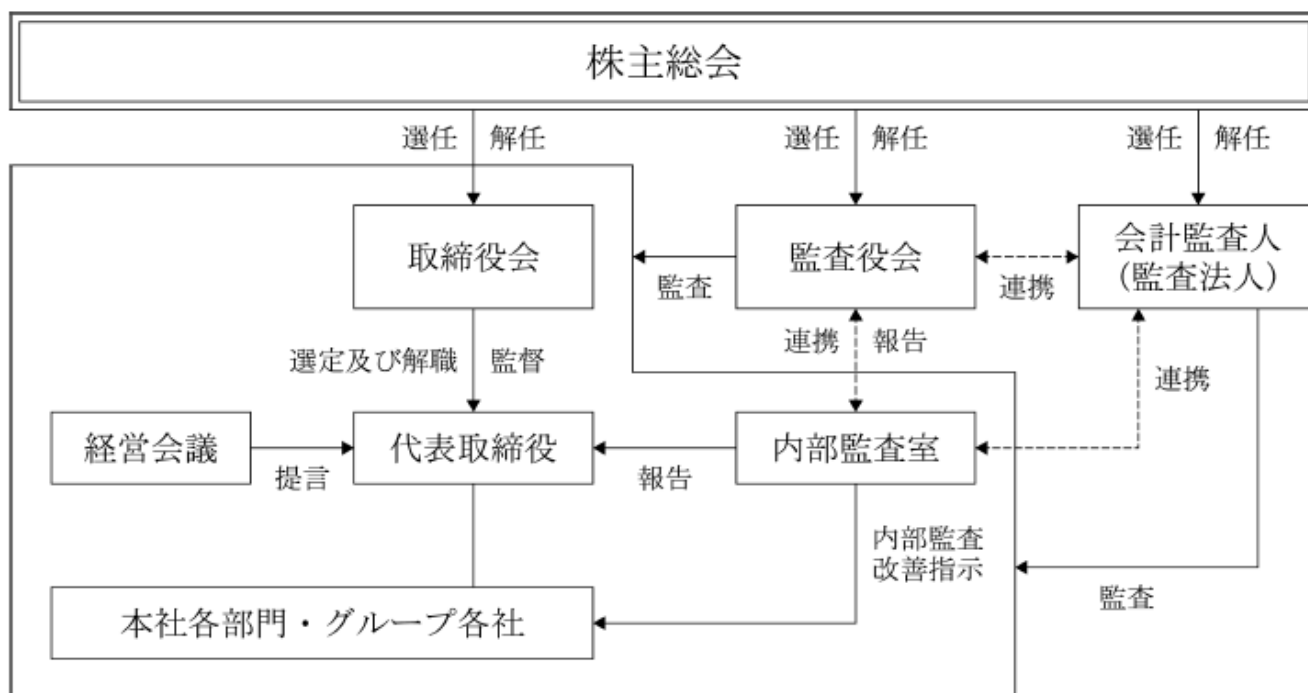 株主総会
選任 解任
選任 解任
選任 解任
取締役会
監査役会
会計監査人
(監査法人)
監査
連携
選定及び解職 監督
連携 報告
連携
経営会議
代表取締役
内部監査室
提言
報告
内部監査
改善指示
監査
本社各部門・グループ各社